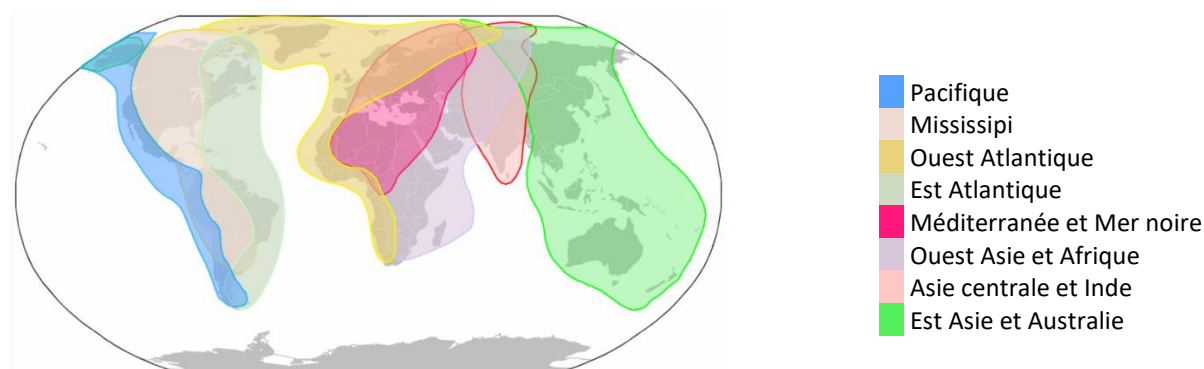 Pacifique
Mississipi
Ouest Atlantique
Est Atlantique
Méditerranée et Mer noire
Ouest Asie et Afrique
Asie centrale et Inde
Est Asie et Australie